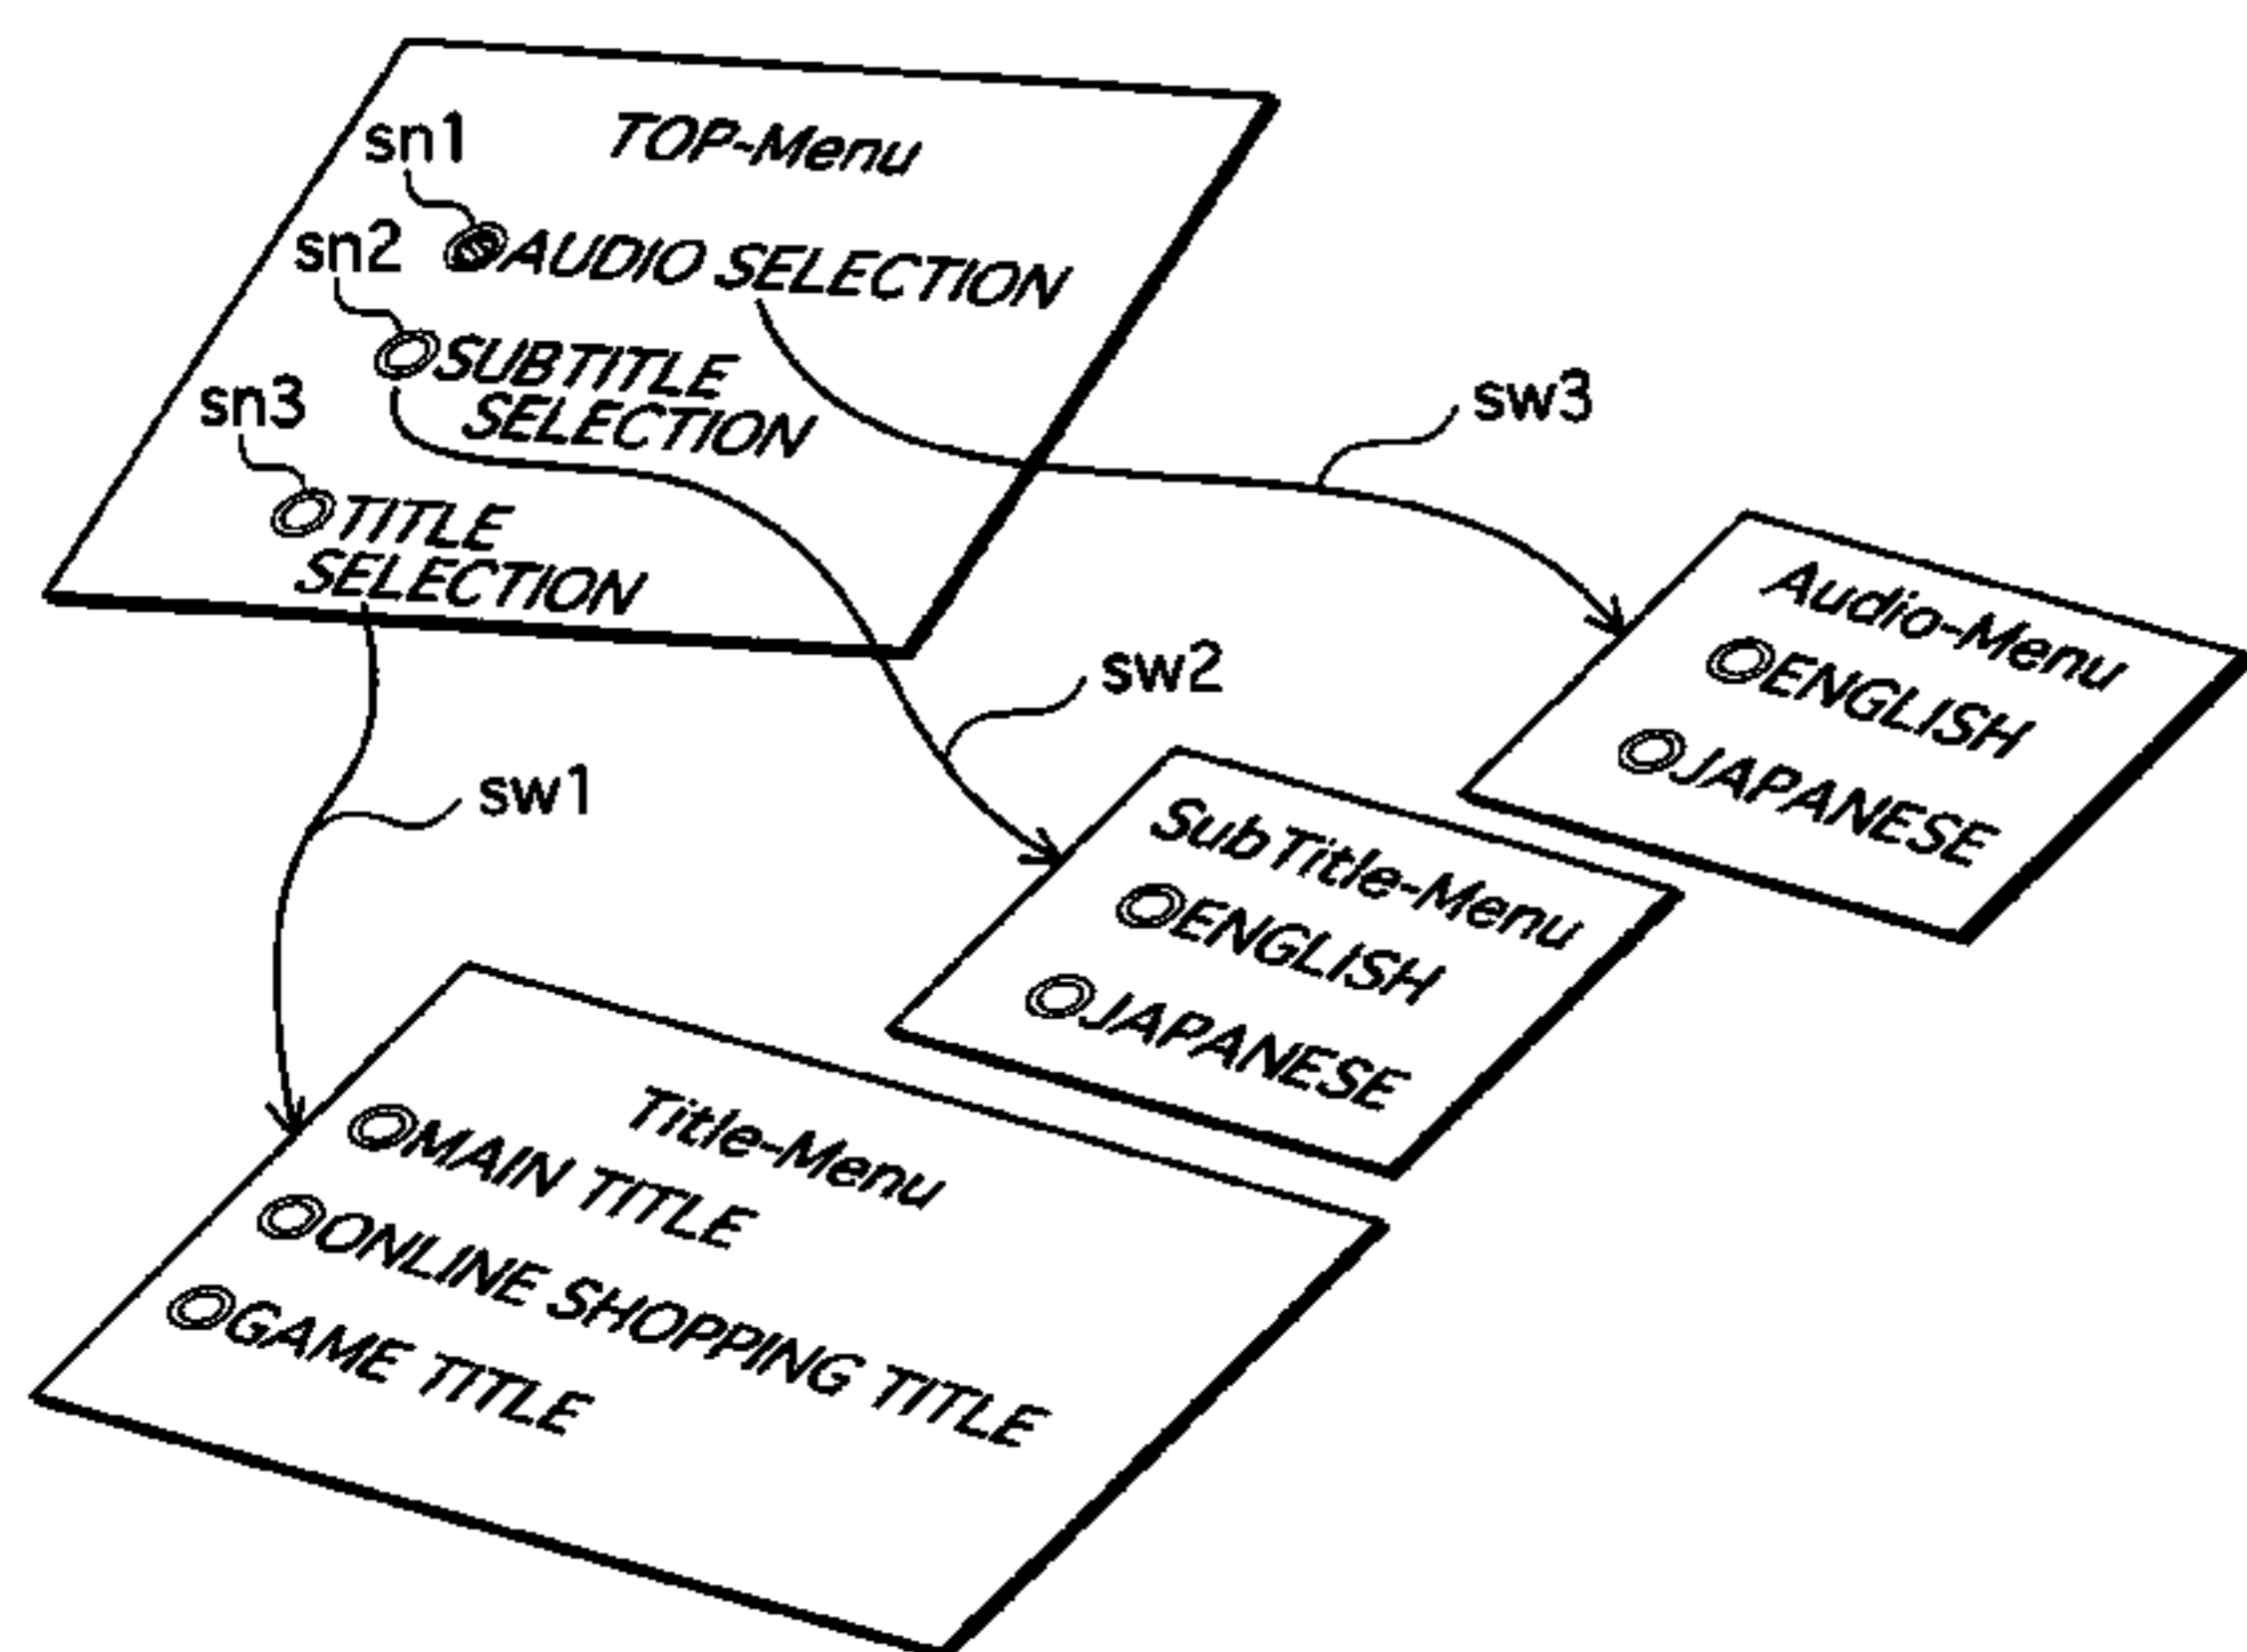 TOP-Menu
sn1
AUDIO SELECTION
sn2
SUBTITLE
SELECTION
sn3
TITLE
SELECTION
sw3
sw2
sw1
Audio-Menu
ENGLISH
JAPANESE
SubTitle-Menu
ENGLISH
JAPANESE
Title-Menu
MAIN TITLE
ONLINE SHOPPING TITLE
GAME TITLE